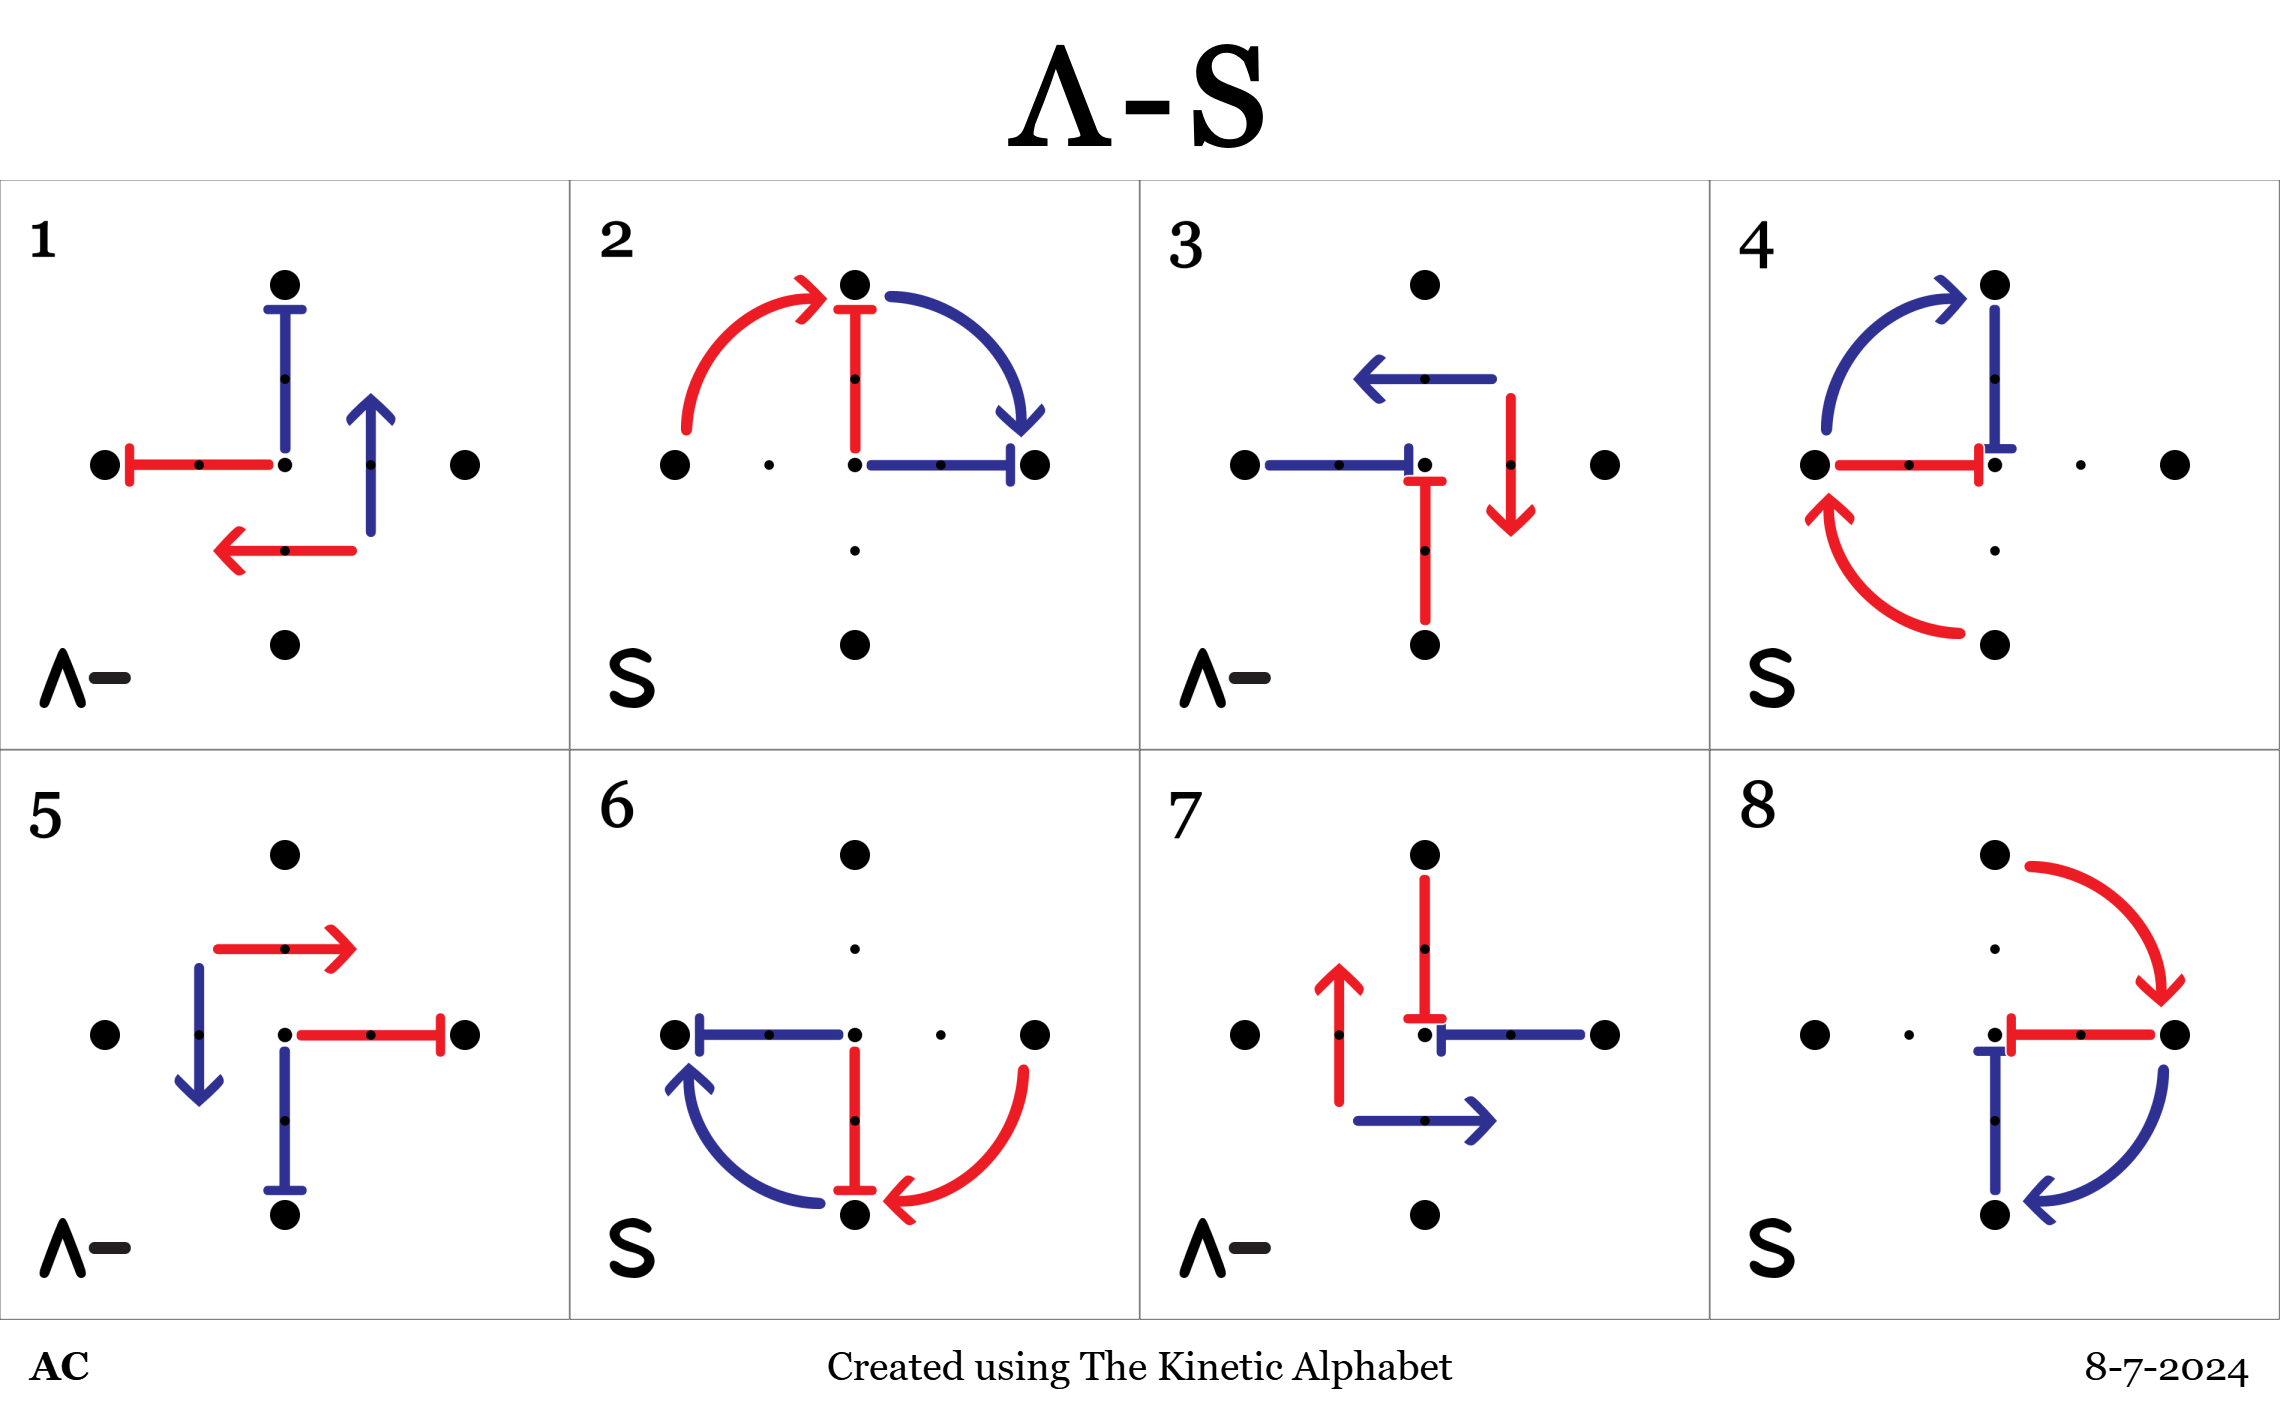 Λ-S
1
2
3
4
Λ-
S
Λ-
S
5
6
7
8
Λ-
S
Λ-
S
AC
Created using The Kinetic Alphabet
8-7-2024